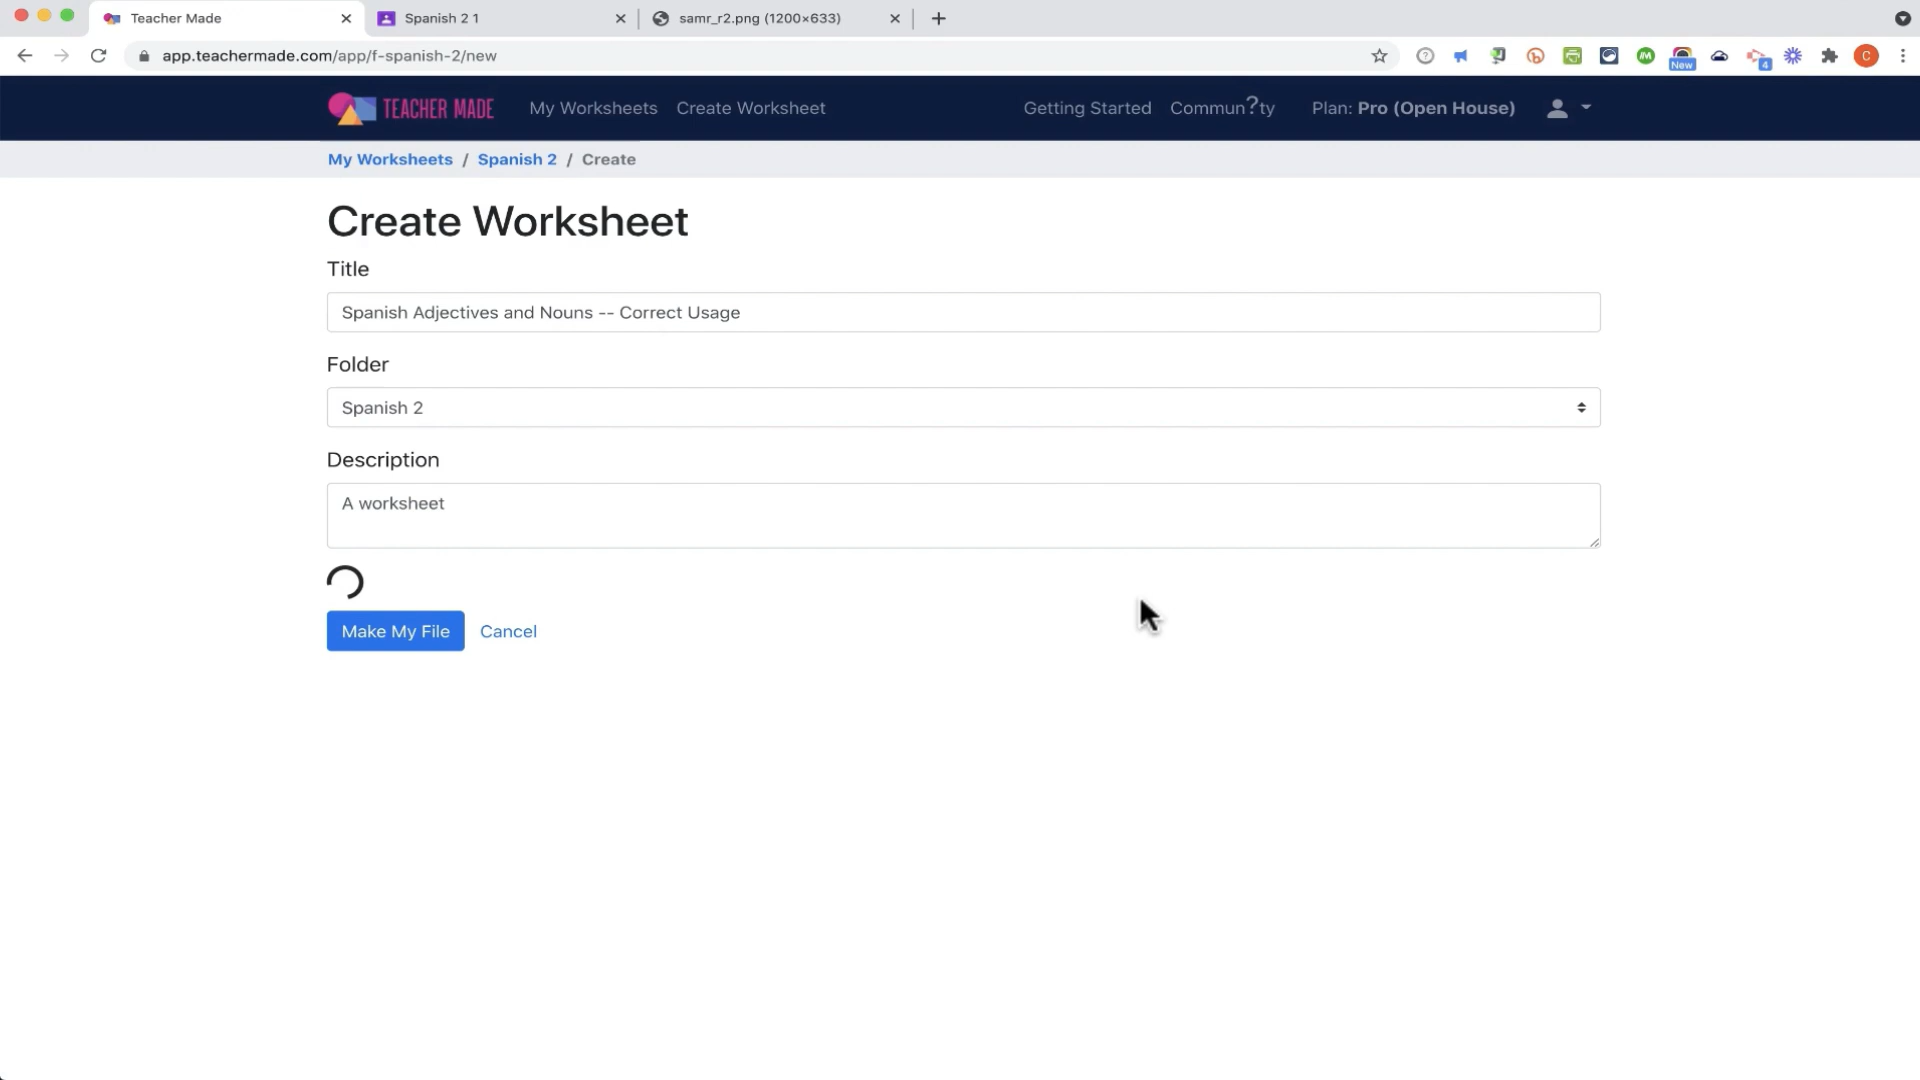 Teacher Made
Spanish 2 1
samr_r2.png (1200×633)
app.teachermade.com/app/f-spanish-2/new
New
4
C
TEACHER MADE
My Worksheets
Create Worksheet
Getting Started
Commun?ty
Plan: Pro (Open House)
My Worksheets / Spanish 2 / Create
Create Worksheet
Title
Spanish Adjectives and Nouns -- Correct Usage
Folder
Spanish 2
Description
A worksheet
Make My File
Cancel